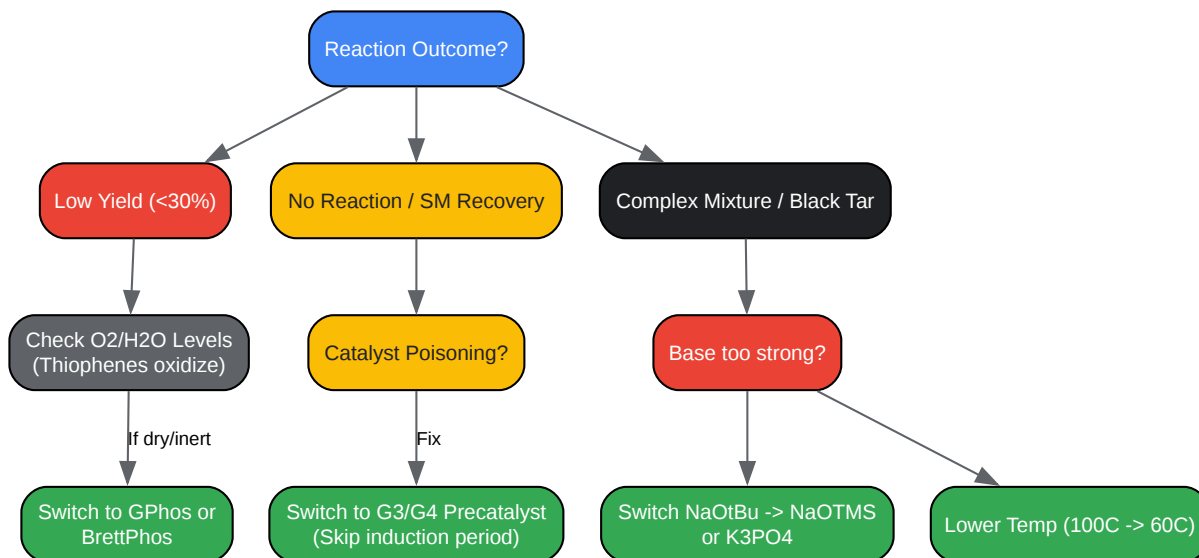 Reaction Outcome?
Low Yield (<30%)
No Reaction / SM Recovery
Complex Mixture / Black Tar
Check O2/H2O Levels
(Thiophenes oxidize)
Catalyst Poisoning?
Base too strong?
If dry/inert
Fix
Switch to GPhos or
BrettPhos
Switch to G3/G4 Precatalyst
(Skip induction period)
Switch NaOtBu -> NaOTMS
or K3PO4
Lower Temp (100C -> 60C)